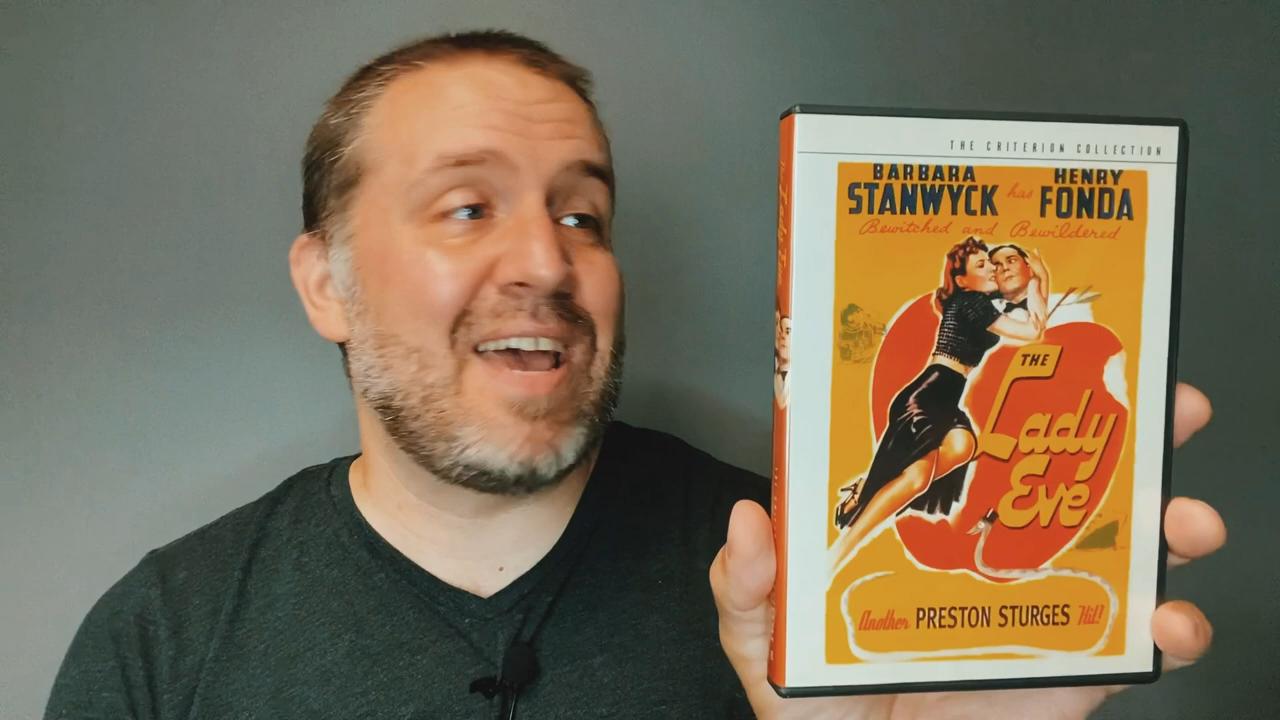 THE CRITERION COLLECTION
BARBARA STANWYCK has HENRY FONDA
Bewitched and Bewildered
THE
Lady
Eve
Another PRESTON STURGES Hit!